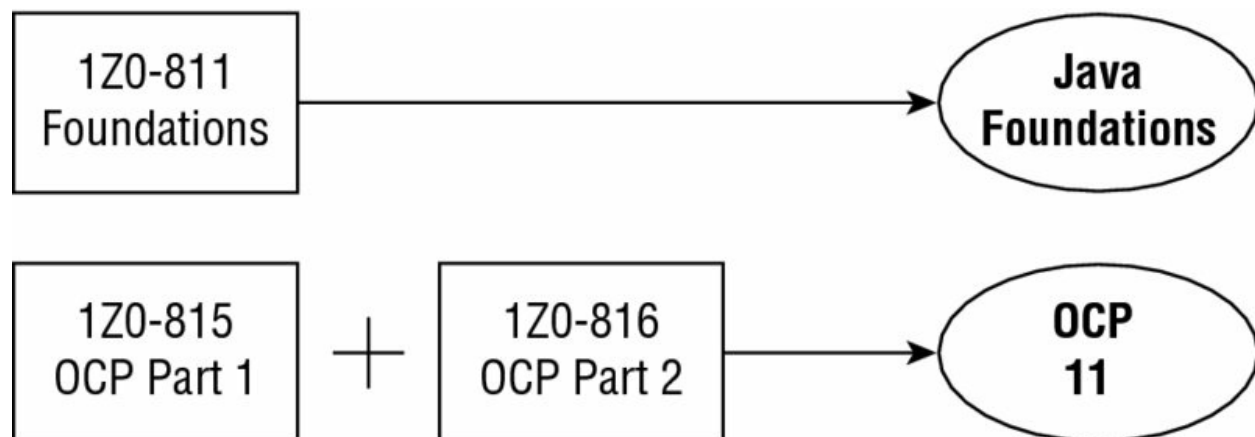 1Z0-811
Foundations
Java
Foundations
1Z0-815
OCP Part 1
+
1Z0-816
OCP Part 2
OCP
11